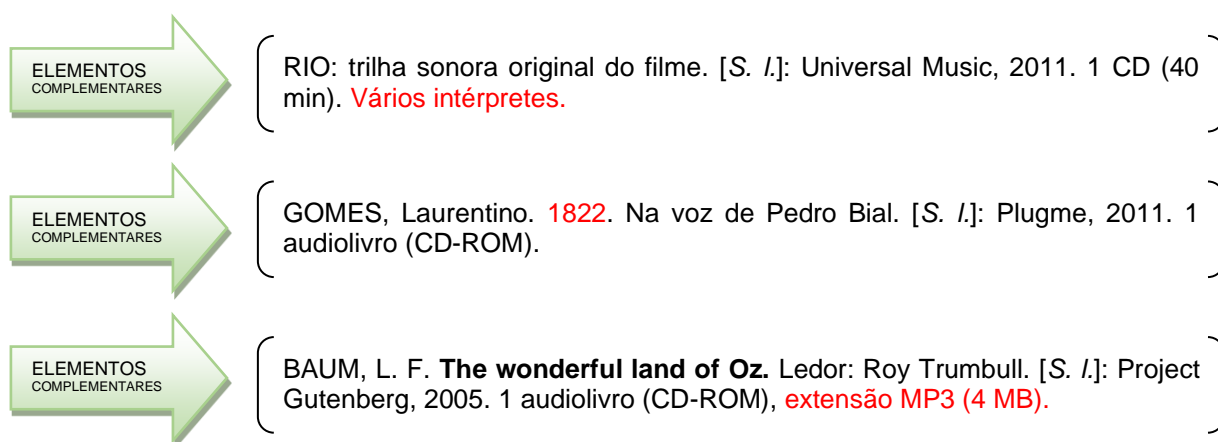 ELEMENTOS
COMPLEMENTARES
RIO: trilha sonora original do filme. [S. l.]: Universal Music, 2011. 1 CD (40
min). Vários intérpretes.
ELEMENTOS
COMPLEMENTARES
GOMES, Laurentino. 1822. Na voz de Pedro Bial. [S. l.]: Plugme, 2011. 1
audiolivro (CD-ROM).
ELEMENTOS
COMPLEMENTARES
BAUM, L. F. The wonderful land of Oz. Ledor: Roy Trumbull. [S. l.]: Project
Gutenberg, 2005. 1 audiolivro (CD-ROM), extensão MP3 (4 MB).